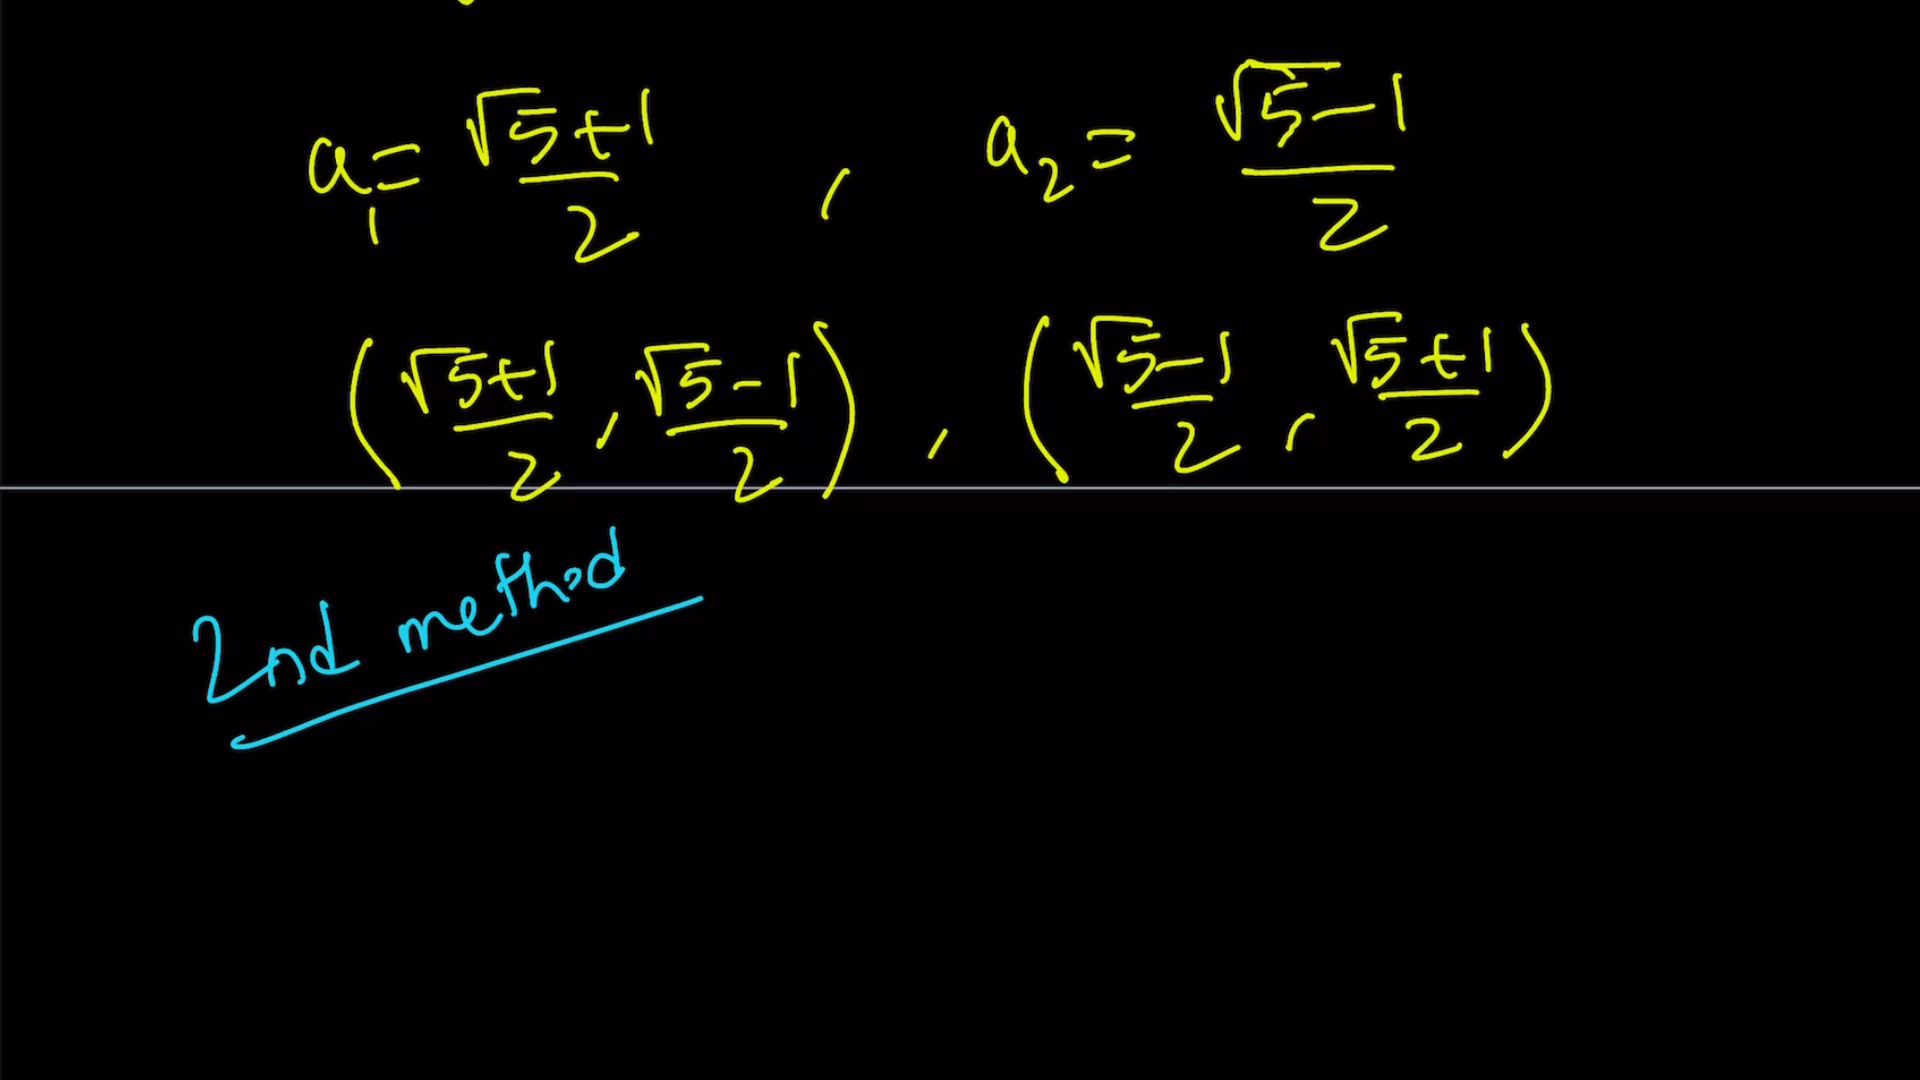 a₁ = (√5+1)/2 , a₂ = (√5−1)/2
((√5+1)/2 , (√5−1)/2) , ((√5−1)/2 , (√5+1)/2)
2nd method